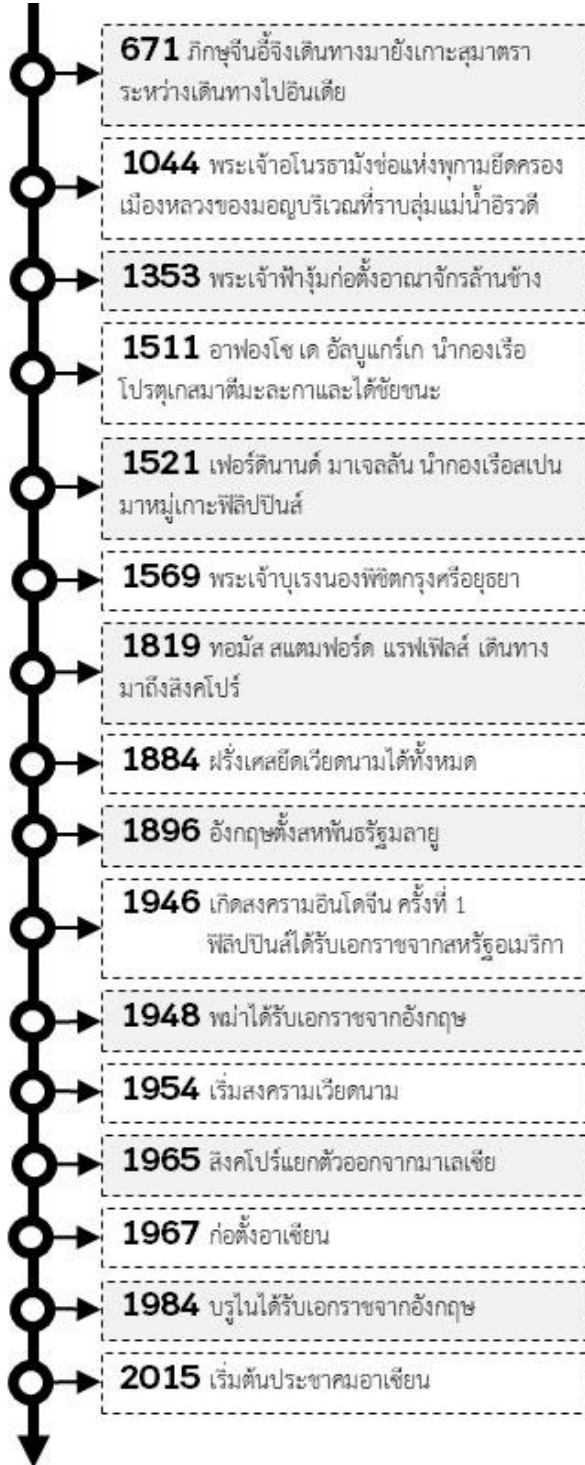 671 ภิกษุจีนอี้จิงเดินทางมายังเกาะสุมาตรา
ระหว่างเดินทางไปอินเดีย
1044 พระเจ้าอโนรธามังช่อแห่งพุกามยึดครอง
เมืองหลวงของมอญบริเวณที่ราบลุ่มแม่น้ำอิรวดี
1353 พระเจ้าฟ้างุ้มก่อตั้งอาณาจักรล้านช้าง
1511 อาฟองโซ เด อัลบูแกร์เก นำกองเรือ
โปรตุเกสมาตีมะละกาและได้ชัยชนะ
1521 เฟอร์ดินานด์ มาเจลลัน นำกองเรือสเปน
มาหมู่เกาะฟิลิปปินส์
1569 พระเจ้าบุเรงนองพิชิตกรุงศรีอยุธยา
1819 ทอมัส สแตมฟอร์ด แรฟเฟิลส์ เดินทาง
มาถึงสิงคโปร์
1884 ฝรั่งเศสยึดเวียดนามได้ทั้งหมด
1896 อังกฤษตั้งสหพันธรัฐมลายู
1946 เกิดสงครามอินโดจีน ครั้งที่ 1
ฟิลิปปินส์ได้รับเอกราชจากสหรัฐอเมริกา
1948 พม่าได้รับเอกราชจากอังกฤษ
1954 เริ่มสงครามเวียดนาม
1965 สิงคโปร์แยกตัวออกจากมาเลเซีย
1967 ก่อตั้งอาเซียน
1984 บรูไนได้รับเอกราชจากอังกฤษ
2015 เริ่มต้นประชาคมอาเซียน